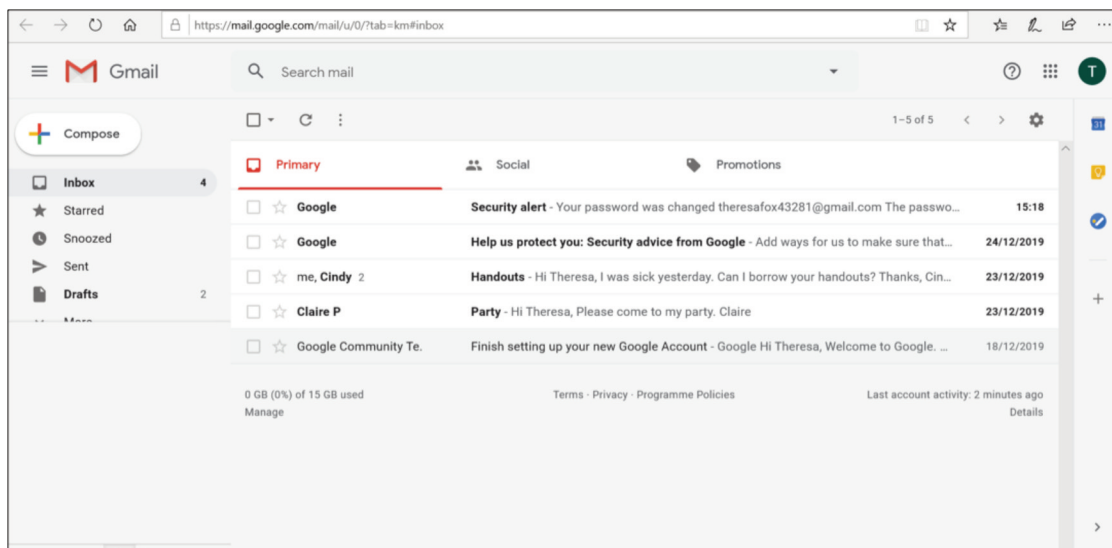 https://mail.google.com/mail/u/0/?tab=km#inbox
Gmail
Search mail
T
Compose
1–5 of 5
31
Primary
Social
Promotions
Inbox 4
Starred
Snoozed
Sent
Drafts 2
More
Google Security alert - Your password was changed theresafox43281@gmail.com The passwo... 15:18
Google Help us protect you: Security advice from Google - Add ways for us to make sure that... 24/12/2019
me, Cindy 2 Handouts - Hi Theresa, I was sick yesterday. Can I borrow your handouts? Thanks, Cin... 23/12/2019
Claire P Party - Hi Theresa, Please come to my party. Claire 23/12/2019
Google Community Te. Finish setting up your new Google Account - Google Hi Theresa, Welcome to Google. ... 18/12/2019
0 GB (0%) of 15 GB used
Manage
Terms · Privacy · Programme Policies
Last account activity: 2 minutes ago
Details